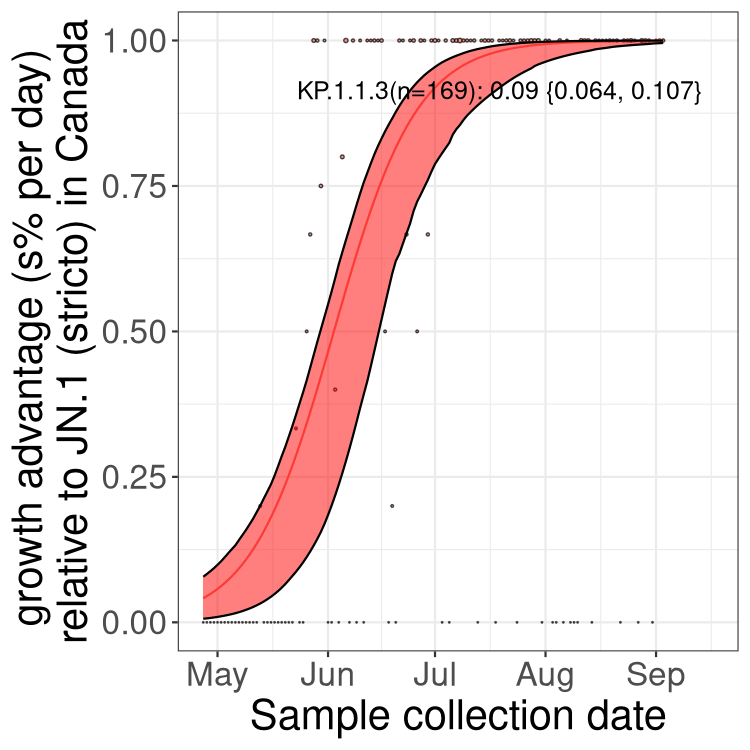 growth advantage (s% per day)
relative to JN.1 (stricto) in Canada
1.00
0.75
0.50
0.25
0.00
KP.1.1.3(n=169): 0.09 {0.064, 0.107}
May Jun Jul Aug Sep
Sample collection date